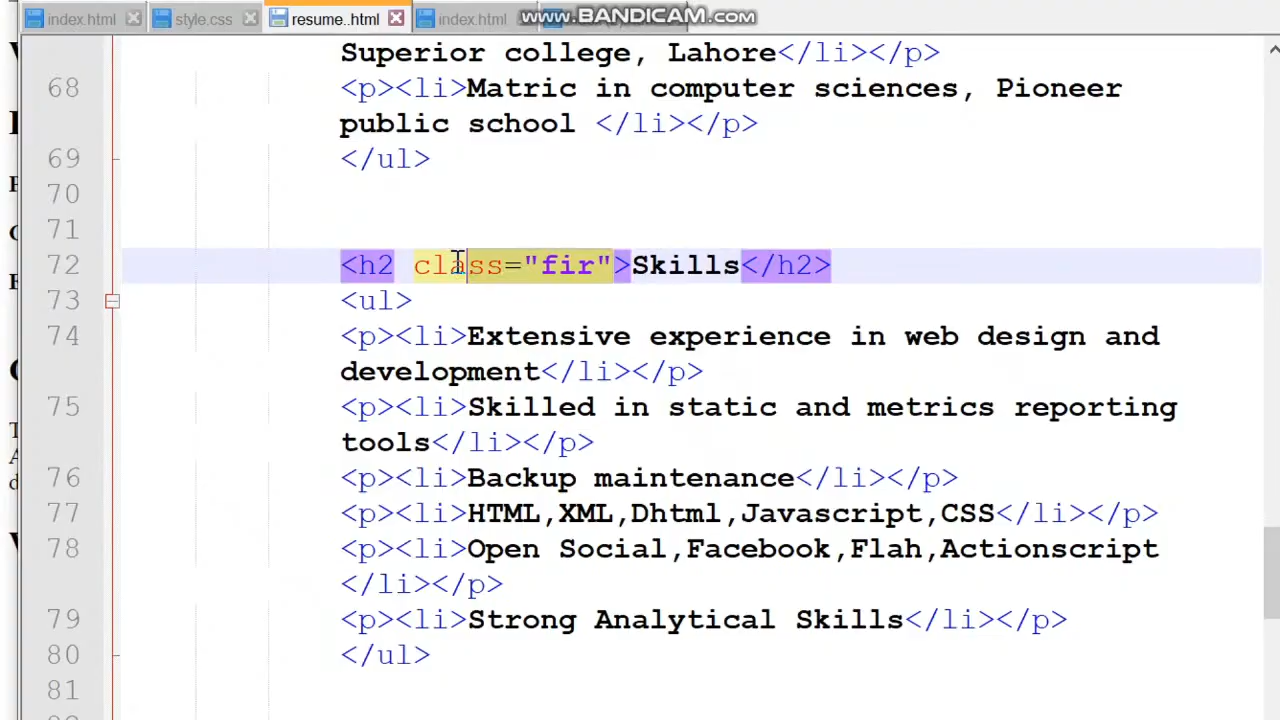 index.html style.css resume..html index.html www.BANDICAM.com
Superior college, Lahore</li></p>
68 <p><li>Matric in computer sciences, Pioneer
public school </li></p>
69 </ul>
70
71
72 <h2 class="fir">Skills</h2>
73 <ul>
74 <p><li>Extensive experience in web design and
development</li></p>
75 <p><li>Skilled in static and metrics reporting
tools</li></p>
76 <p><li>Backup maintenance</li></p>
77 <p><li>HTML,XML,Dhtml,Javascript,CSS</li></p>
78 <p><li>Open Social,Facebook,Flah,Actionscript
</li></p>
79 <p><li>Strong Analytical Skills</li></p>
80 </ul>
81